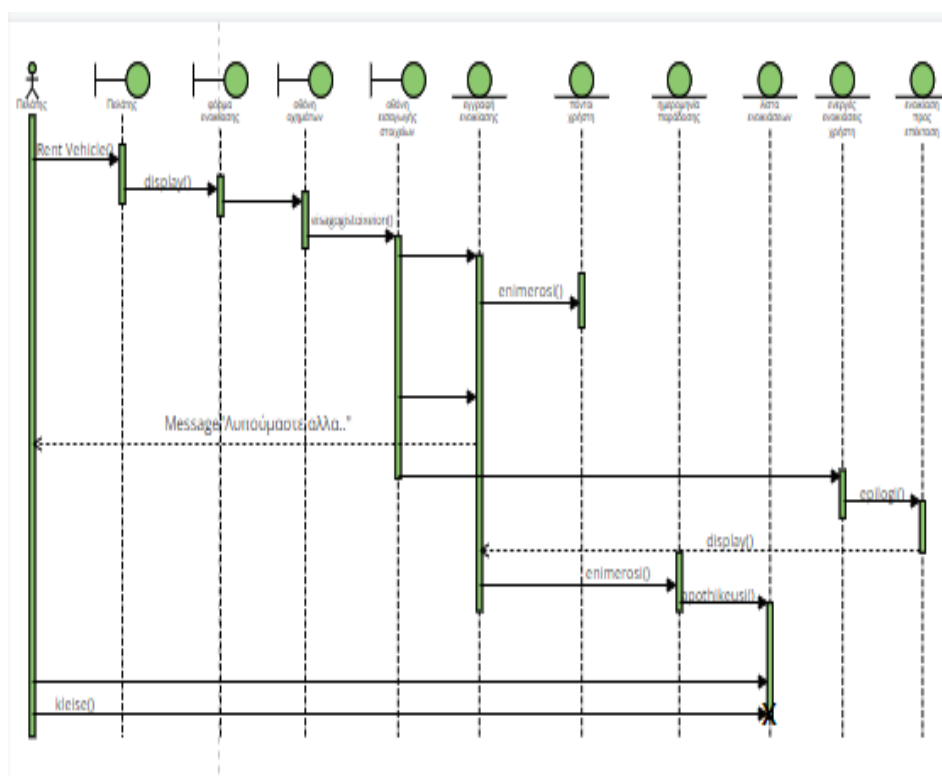 Πελάτης
Πελάτης
φόρμα
ενοικίασης
οθόνη
οχημάτων
οθόνη
εισαγωγής
στοιχείων
εγγραφή
ενοικίασης
πόντοι
χρήστη
ημερομηνία
παράδοσης
λίστα
ενοικιάσεων
ενεργές
ενοικιάσεις
χρήστη
ενοικίαση
προς
επέκταση
Rent Vehicle()
display()
enimerosi()
Message "Λυπούμαστε αλλα.."
epilogi()
display()
enimerosi()
apothikeusi()
kleise()